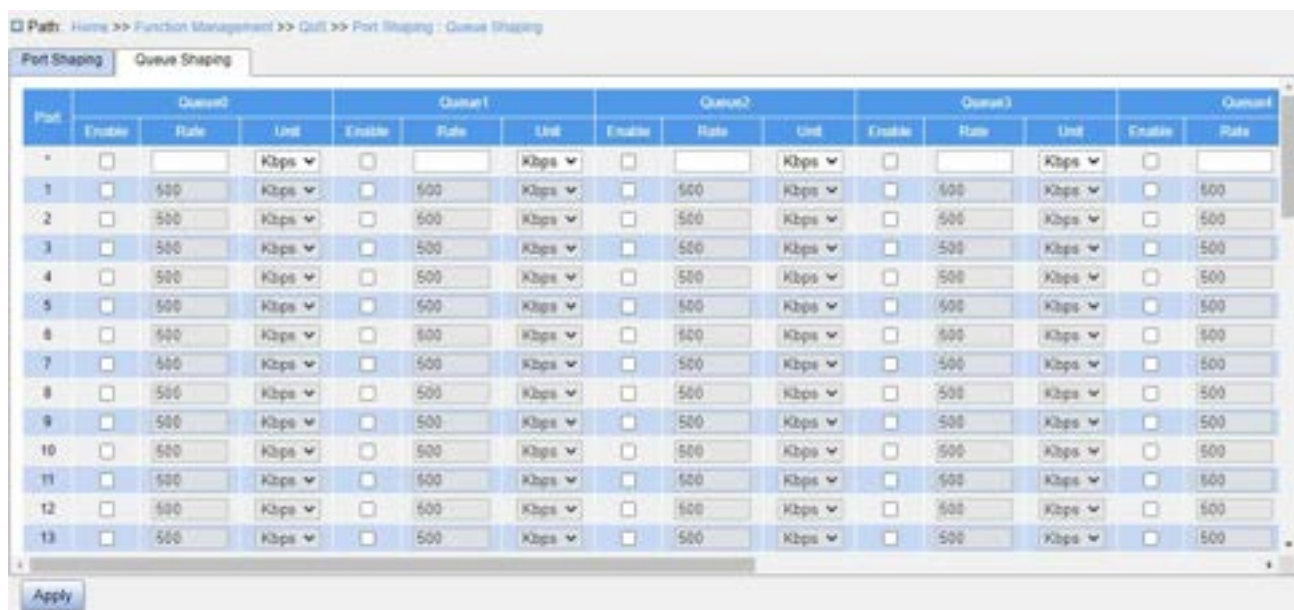 Path: Home >> Function Management >> QoS >> Port Shaping : Queue Shaping
Port Shaping Queue Shaping
Port Queue0 Queue1 Queue2 Queue3 Queue4
Enable Rate Unit Enable Rate Unit Enable Rate Unit Enable Rate Unit Enable Rate
* Kbps Kbps Kbps Kbps
1 500 Kbps 500 Kbps 500 Kbps 500 Kbps 500
2 500 Kbps 500 Kbps 500 Kbps 500 Kbps 500
3 500 Kbps 500 Kbps 500 Kbps 500 Kbps 500
4 500 Kbps 500 Kbps 500 Kbps 500 Kbps 500
5 500 Kbps 500 Kbps 500 Kbps 500 Kbps 500
6 500 Kbps 500 Kbps 500 Kbps 500 Kbps 500
7 500 Kbps 500 Kbps 500 Kbps 500 Kbps 500
8 500 Kbps 500 Kbps 500 Kbps 500 Kbps 500
9 500 Kbps 500 Kbps 500 Kbps 500 Kbps 500
10 500 Kbps 500 Kbps 500 Kbps 500 Kbps 500
11 500 Kbps 500 Kbps 500 Kbps 500 Kbps 500
12 500 Kbps 500 Kbps 500 Kbps 500 Kbps 500
13 500 Kbps 500 Kbps 500 Kbps 500 Kbps 500
Apply